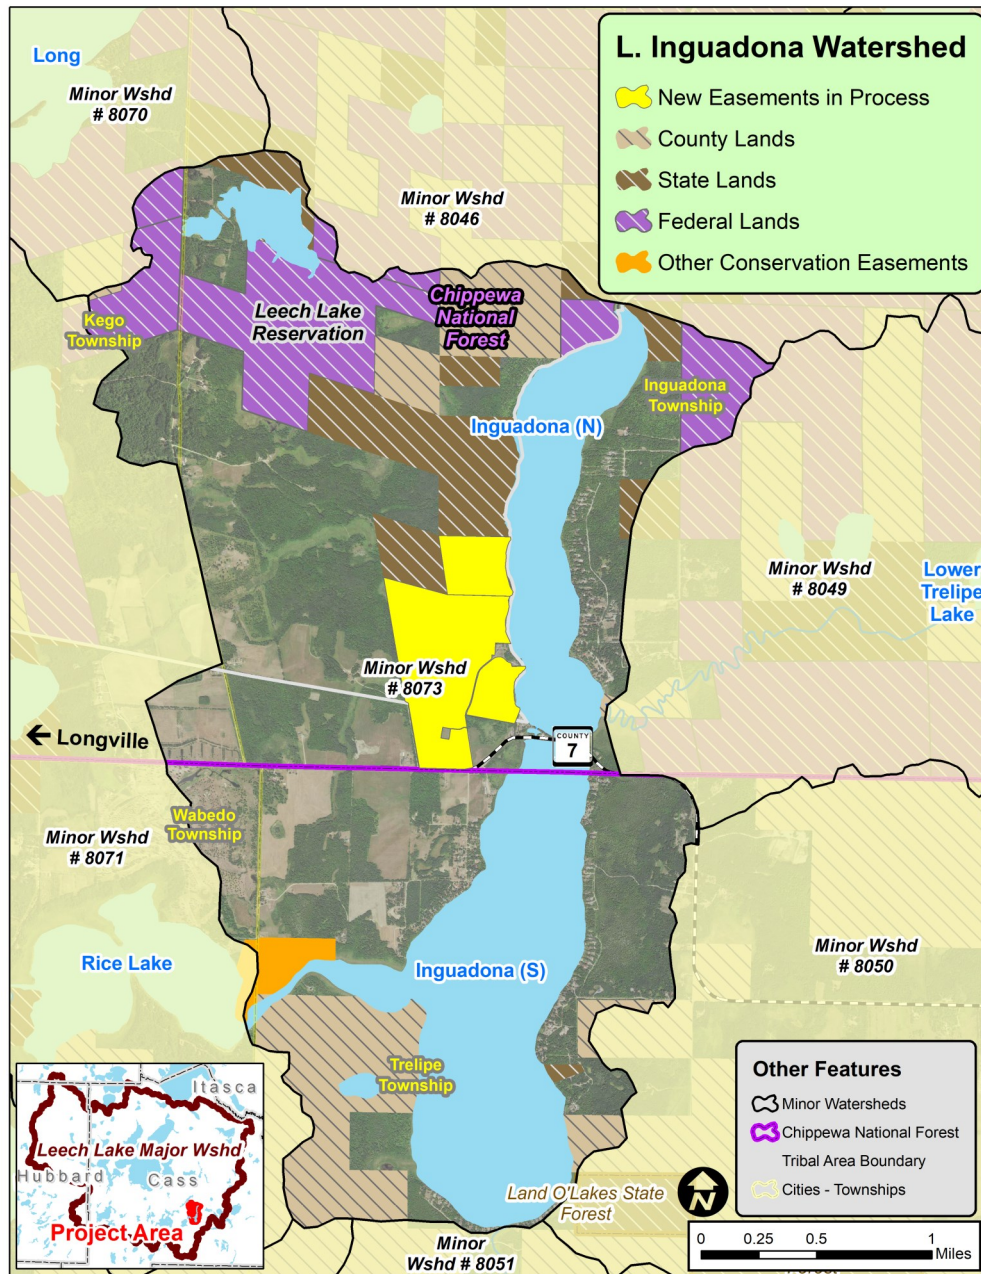 L. Inguadona Watershed
New Easements in Process
County Lands
State Lands
Federal Lands
Other Conservation Easements
Long
Minor Wshd
# 8070
Minor Wshd
# 8046
Kego
Township
Leech Lake
Reservation
Chippewa
National
Forest
Inguadona
Township
Inguadona (N)
Minor Wshd
# 8049
Lower
Trelipe
Lake
Minor Wshd
# 8073
Longville
COUNTY
7
Wabedo
Township
Minor Wshd
# 8071
Rice Lake
Inguadona (S)
Minor Wshd
# 8050
Trelipe
Township
Land O'Lakes State
Forest
Minor
Wshd # 8051
Itasca
Leech Lake Major Wshd
Hubbard
Cass
Project Area
N
Other Features
Minor Watersheds
Chippewa National Forest
Tribal Area Boundary
Cities - Townships
0 0.25 0.5 1
Miles